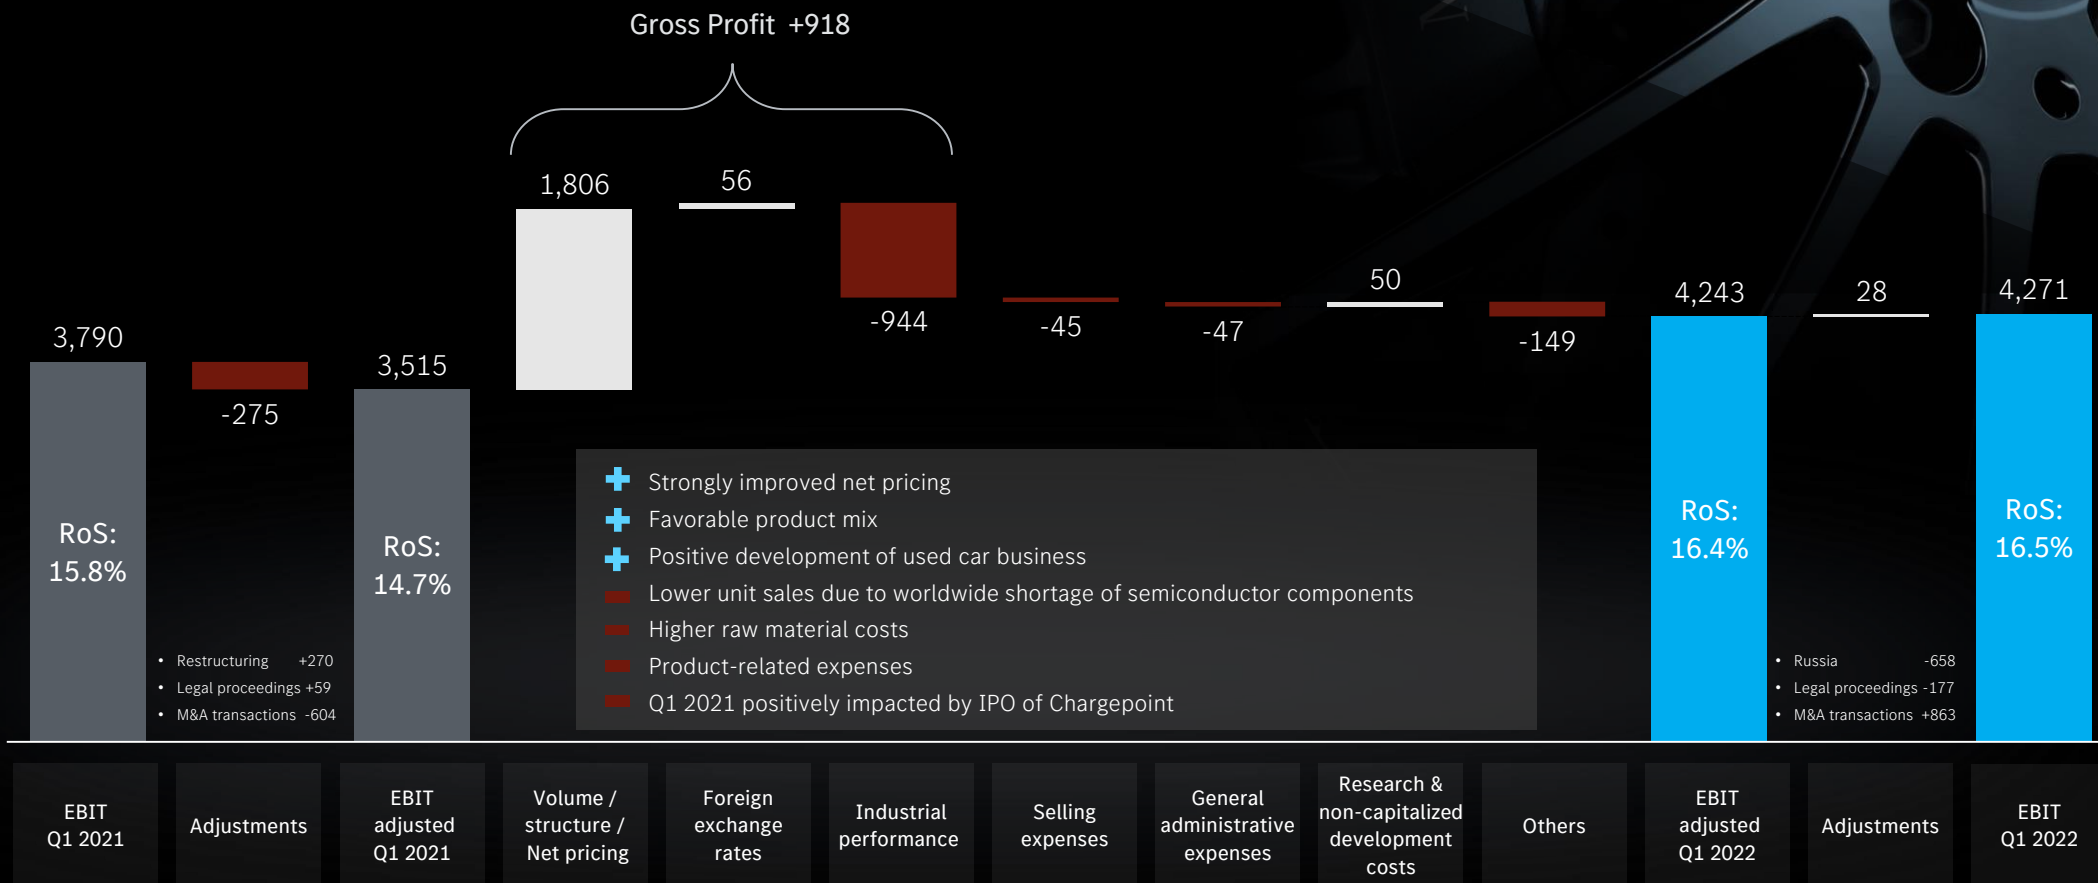 Gross Profit +918
3,790
-275
3,515
1,806
56
-944
-45
-47
50
-149
4,243
28
4,271
RoS:
15.8%
RoS:
14.7%
RoS:
16.4%
RoS:
16.5%
• Restructuring +270
• Legal proceedings +59
• M&A transactions -604
Strongly improved net pricing
Favorable product mix
Positive development of used car business
Lower unit sales due to worldwide shortage of semiconductor components
Higher raw material costs
Product-related expenses
Q1 2021 positively impacted by IPO of Chargepoint
• Russia -658
• Legal proceedings -177
• M&A transactions +863
EBIT
Q1 2021
Adjustments
EBIT
adjusted
Q1 2021
Volume /
structure /
Net pricing
Foreign
exchange
rates
Industrial
performance
Selling
expenses
General
administrative
expenses
Research &
non-capitalized
development
costs
Others
EBIT
adjusted
Q1 2022
Adjustments
EBIT
Q1 2022